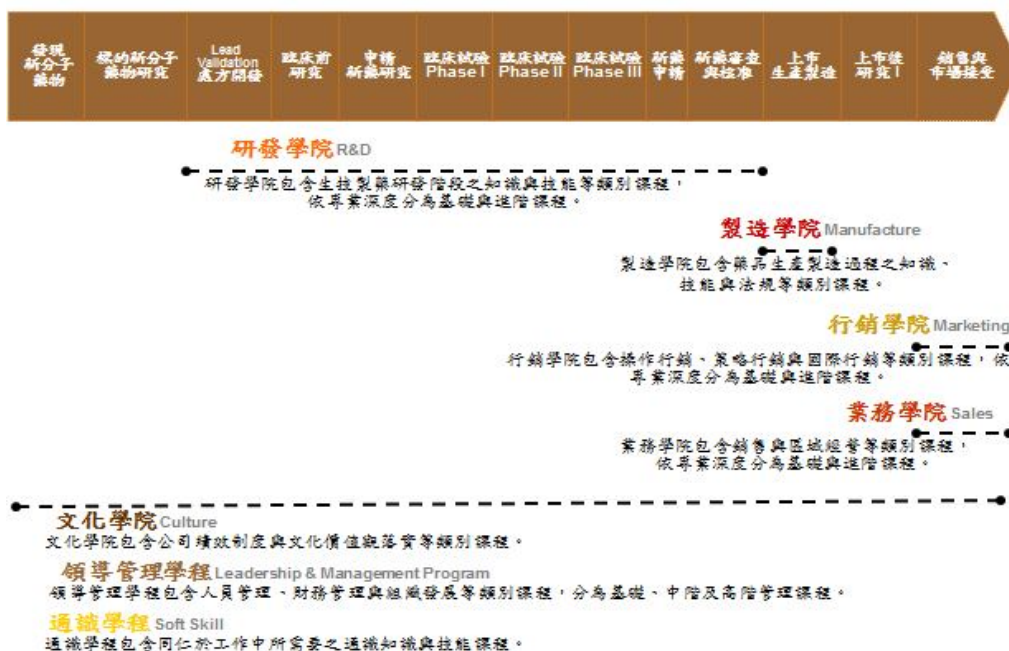 發現
新分子
藥物
標的新分子
藥物研究
Lead
Validation
處方開發
臨床前
研究
申請
新藥研究
臨床試驗
Phase I
臨床試驗
Phase II
臨床試驗
Phase III
新藥
申請
新藥審查
與核准
上市
生產製造
上市後
研究 I
銷售與
市場接受
研發學院 R&D
研發學院包含生技製藥研發階段之知識與技能等類別課程，
依專業深度分為基礎與進階課程。
製造學院 Manufacture
製造學院包含藥品生產製造過程之知識、
技能與法規等類別課程。
行銷學院 Marketing
行銷學院包含操作行銷、策略行銷與國際行銷等類別課程，依
專業深度分為基礎與進階課程。
業務學院 Sales
業務學院包含銷售與區域經營等類別課程，
依專業深度分為基礎與進階課程。
文化學院 Culture
文化學院包含公司績效制度與文化價值觀落實等類別課程。
領導管理學程 Leadership & Management Program
領導管理學程包含人員管理、財務管理與組織發展等類別課程，分為基礎、中階及高階管理課程。
通識學程 Soft Skill
通識學程包含同仁於工作中所需要之通識知識與技能課程。